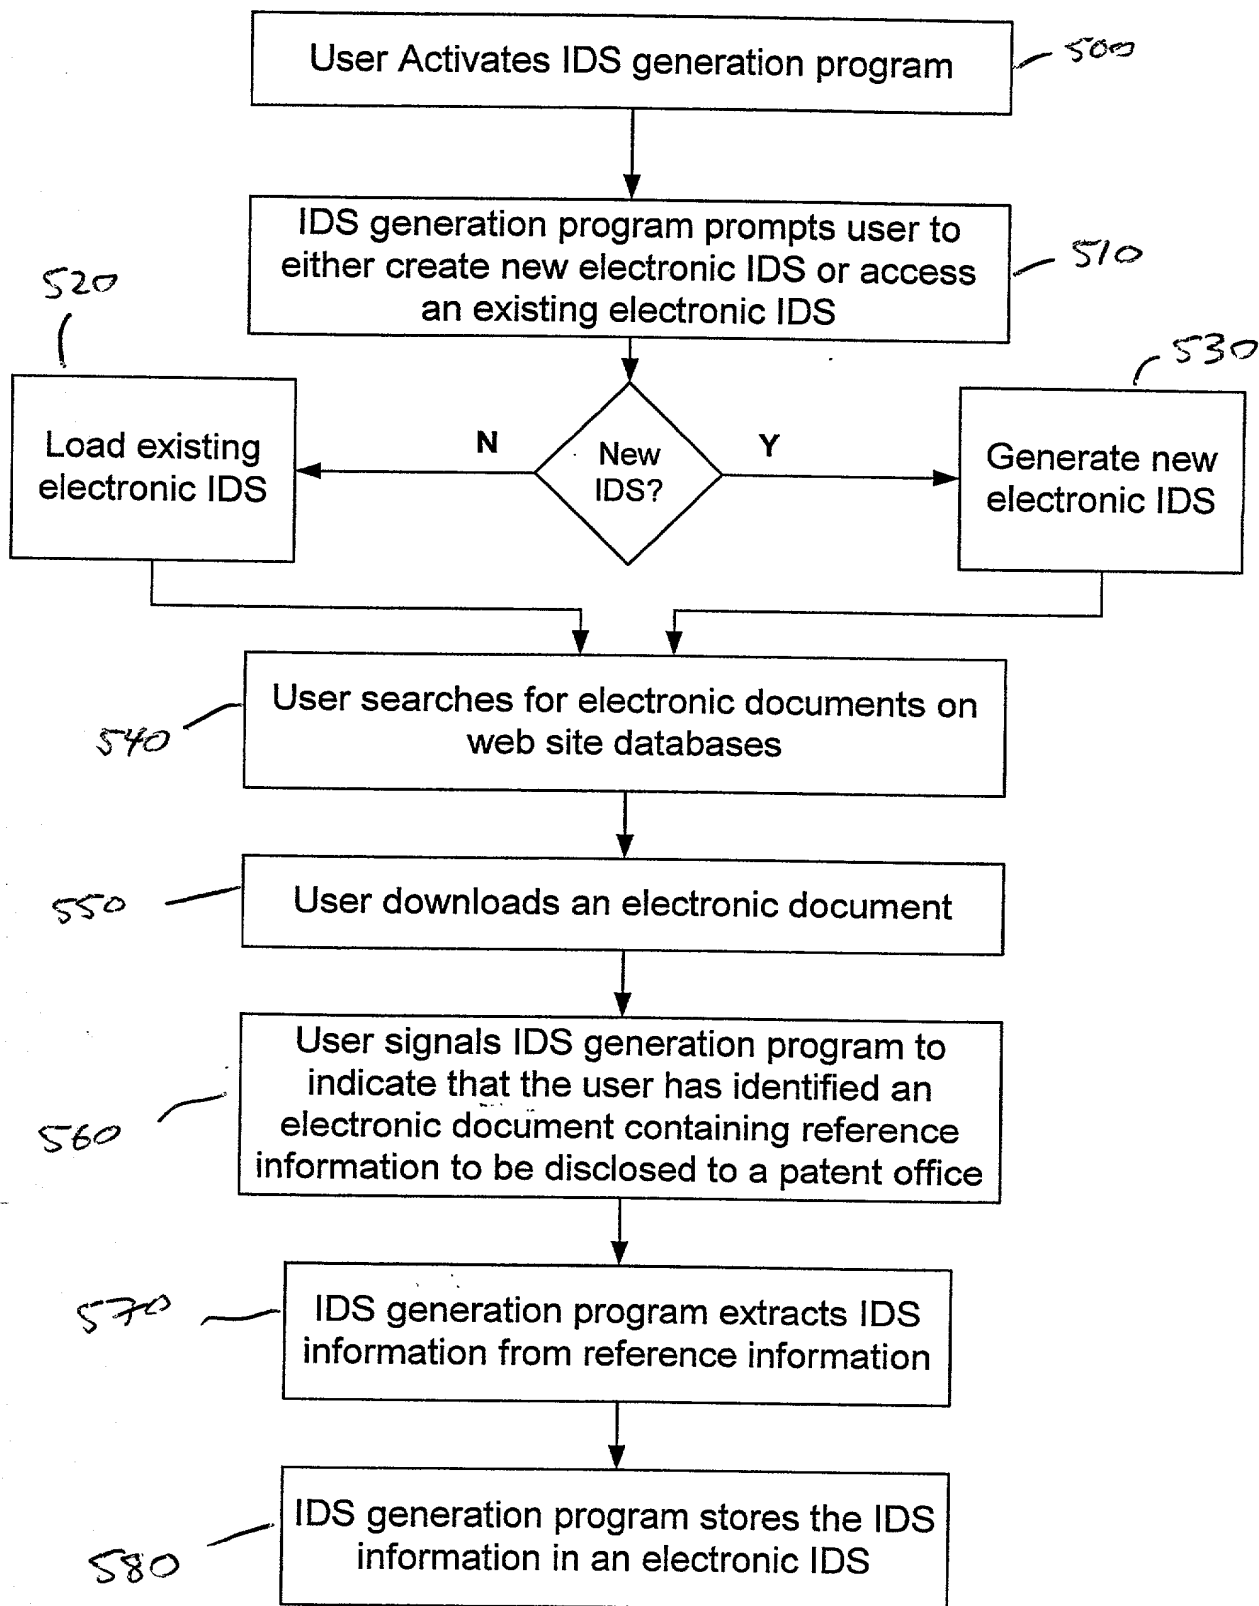 User Activates IDS generation program
500
IDS generation program prompts user to
either create new electronic IDS or access
an existing electronic IDS
510
520
530
Load existing
electronic IDS
N
New
IDS?
Y
Generate new
electronic IDS
User searches for electronic documents on
web site databases
540
User downloads an electronic document
550
User signals IDS generation program to
indicate that the user has identified an
electronic document containing reference
information to be disclosed to a patent office
560
IDS generation program extracts IDS
information from reference information
570
IDS generation program stores the IDS
information in an electronic IDS
580